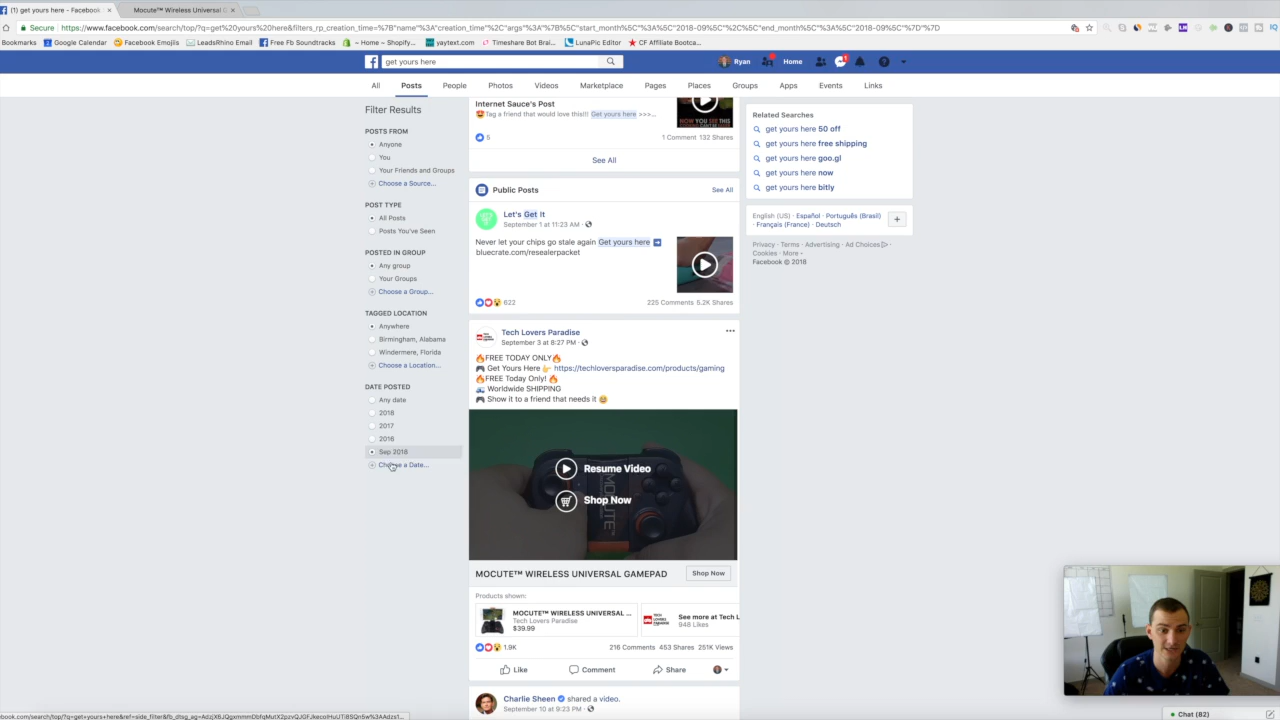 (1) get yours here - Facebook
Mocute™ Wireless Universal G
Secure
https://www.facebook.com/search/top/?q=get%20yours%20here&filters_rp_creation_time=%7B"name"%3A"creation_time"%2C"args"%3A"%7B%5C"start_month%5C"%3A%5C"2018-09%5C"%2C%5C"end_month%5C"%3A%5C"2018-09%5C"%7D"%7D
Bookmarks
Google Calendar
Facebook Emojiis
LeadsRhino Email
Free Fb Soundtracks
~ Home ~ Shopify...
yaytext.com
Timeshare Bot Brai...
LunaPic Editor
CF Affiliate Bootca...
get yours here
Ryan
Home
All
Posts
People
Photos
Videos
Marketplace
Pages
Places
Groups
Apps
Events
Links
Filter Results
POSTS FROM
Anyone
You
Your Friends and Groups
Choose a Source...
POST TYPE
All Posts
Posts You've Seen
POSTED IN GROUP
Any group
Your Groups
Choose a Group...
TAGGED LOCATION
Anywhere
Birmingham, Alabama
Windermere, Florida
Choose a Location...
DATE POSTED
Any date
2018
2017
2016
Sep 2018
Choose a Date...
Internet Sauce's Post
😍Tag a friend that would love this!!! Get yours here >>>...
NOW YOU SEE
5
1 Comment 132 Shares
See All
Public Posts
See All
Let's Get It
September 1 at 11:23 AM ·
Never let your chips go stale again Get yours here ➡
bluecrate.com/resealerpacket
622
225 Comments 5.2K Shares
Tech Lovers Paradise
September 3 at 8:27 PM ·
🔥FREE TODAY ONLY🔥
🎮 Get Yours Here 👉 https://techloversparadise.com/products/gaming
🔥FREE Today Only! 🔥
🚚 Worldwide SHIPPING
🎮 Show it to a friend that needs it 😊
Resume Video
Shop Now
MOCUTE™ WIRELESS UNIVERSAL GAMEPAD
Shop Now
Products shown:
MOCUTE™ WIRELESS UNIVERSAL ...
Tech Lovers Paradise
$39.99
See more at Tech L
948 Likes
1.9K
216 Comments 453 Shares 251K Views
Like
Comment
Share
Charlie Sheen shared a video.
September 10 at 9:23 PM ·
Related Searches
get yours here 50 off
get yours here free shipping
get yours here goo.gl
get yours here now
get yours here bitly
English (US) · Español · Português (Brasil) ·
Français (France) · Deutsch
Privacy · Terms · Advertising · Ad Choices ·
Cookies · More
Facebook © 2018
Chat (82)